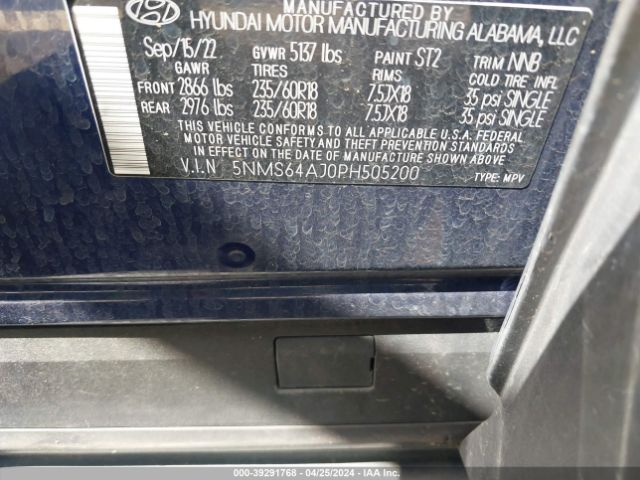 MANUFACTURED BY
HYUNDAI MOTOR MANUFACTURING ALABAMA, LLC
Sep/15/22 GVWR 5137 lbs PAINT ST2 TRIM NNB
GAWR TIRES RIMS COLD TIRE INFL
FRONT 2866 lbs 235/60R18 7.5JX18 35 psi SINGLE
REAR 2976 lbs 235/60R18 7.5JX18 35 psi SINGLE
THIS VEHICLE CONFORMS TO ALL APPLICABLE U.S.A. FEDERAL
MOTOR VEHICLE SAFETY AND THEFT PREVENTION STANDARDS
IN EFFECT ON THE DATE OF MANUFACTURE SHOWN ABOVE.
V.I.N 5NMS64AJ0PH505200 TYPE: MPV
000-39291768 - 04/25/2024 - IAA Inc.